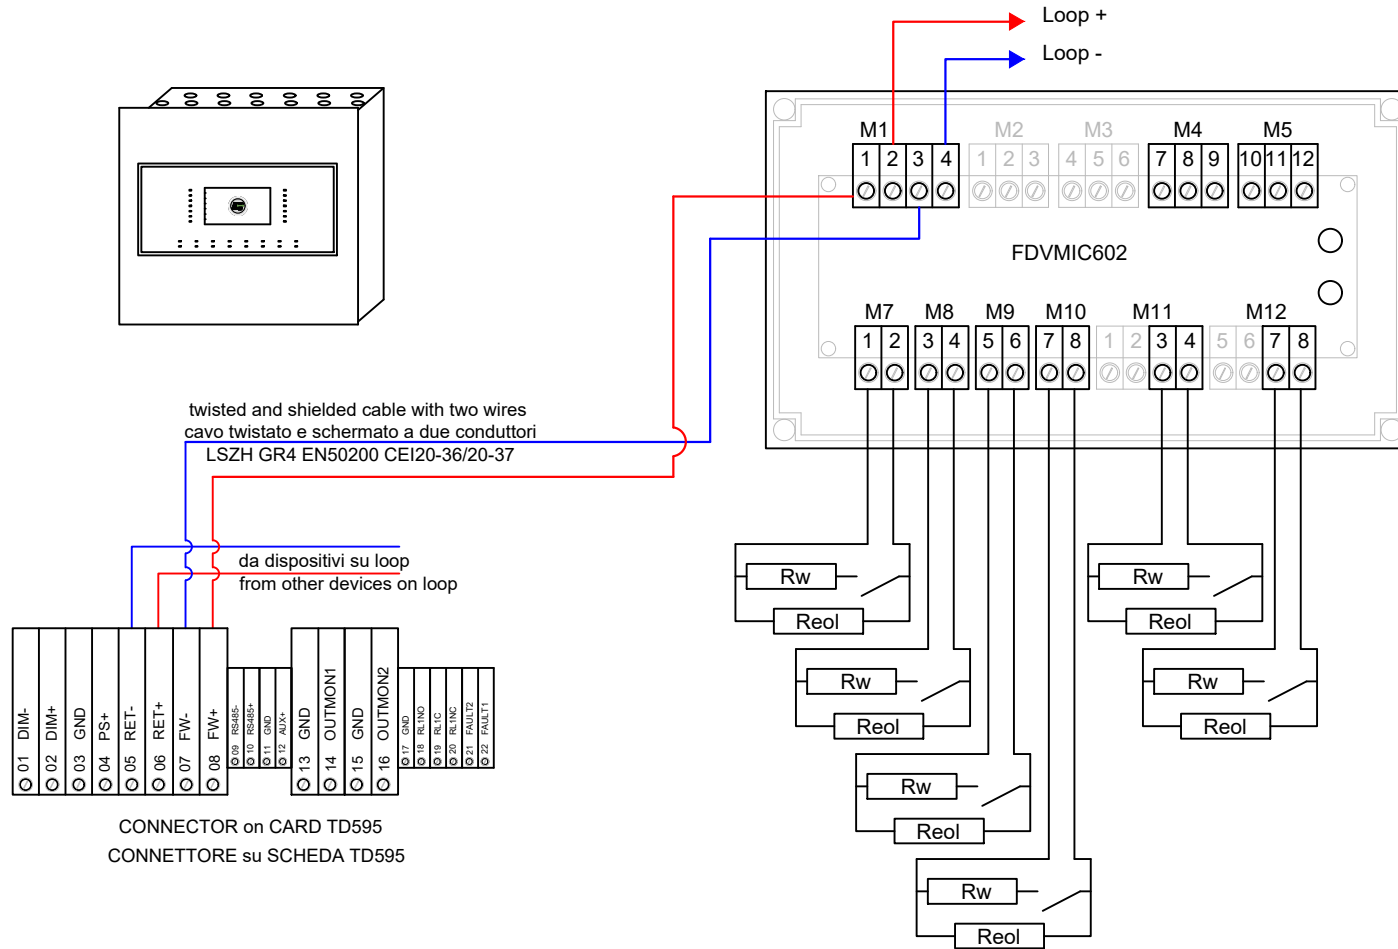 Loop +
Loop -
M1
M2
M3
M4
M5
1 2 3 4
1 2 3
4 5 6
7 8 9
10 11 12
FDVMIC602
M7
M8
M9
M10
M11
M12
1 2
3 4
5 6
7 8
1 2 3 4
5 6 7 8
twisted and shielded cable with two wires
cavo twistato e schermato a due conduttori
LSZH GR4 EN50200 CEI20-36/20-37
da dispositivi su loop
from other devices on loop
Rw
Reol
Rw
Reol
Rw
Reol
Rw
Reol
Rw
Reol
Rw
Reol
01 DIM-
02 DIM+
03 GND
04 PS+
05 RET-
06 RET+
07 FW-
08 FW+
09 RS485-
10 RS485+
11 GND
12 AUX+
13 GND
14 OUTMON1
15 GND
16 OUTMON2
17 GND
18 RL1NO
19 RL1C
20 RL1NC
21 FAULT2
22 FAULT1
CONNECTOR on CARD TD595
CONNETTORE su SCHEDA TD595